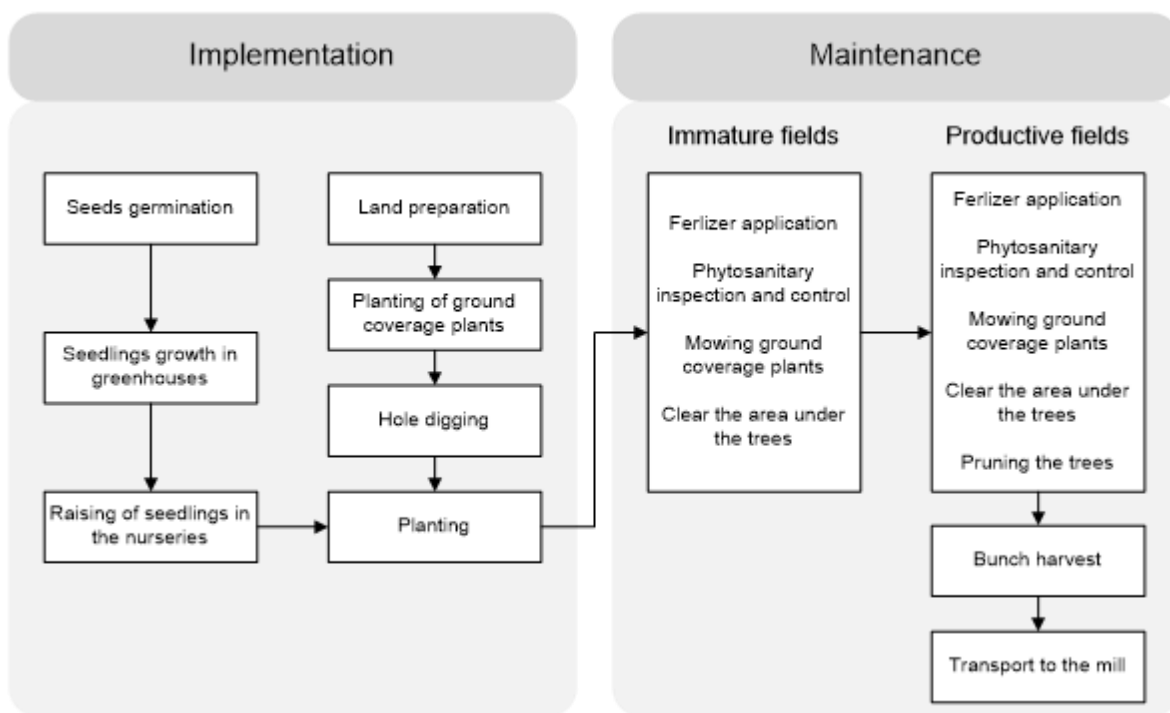 Implementation
Seeds germination
Seedlings growth in
greenhouses
Raising of seedlings in
the nurseries
Land preparation
Planting of ground
coverage plants
Hole digging
Planting
Maintenance
Immature fields
Ferlizer application
Phytosanitary
inspection and control
Mowing ground
coverage plants
Clear the area under
the trees
Productive fields
Ferlizer application
Phytosanitary
inspection and control
Mowing ground
coverage plants
Clear the area under
the trees
Pruning the trees
Bunch harvest
Transport to the mill